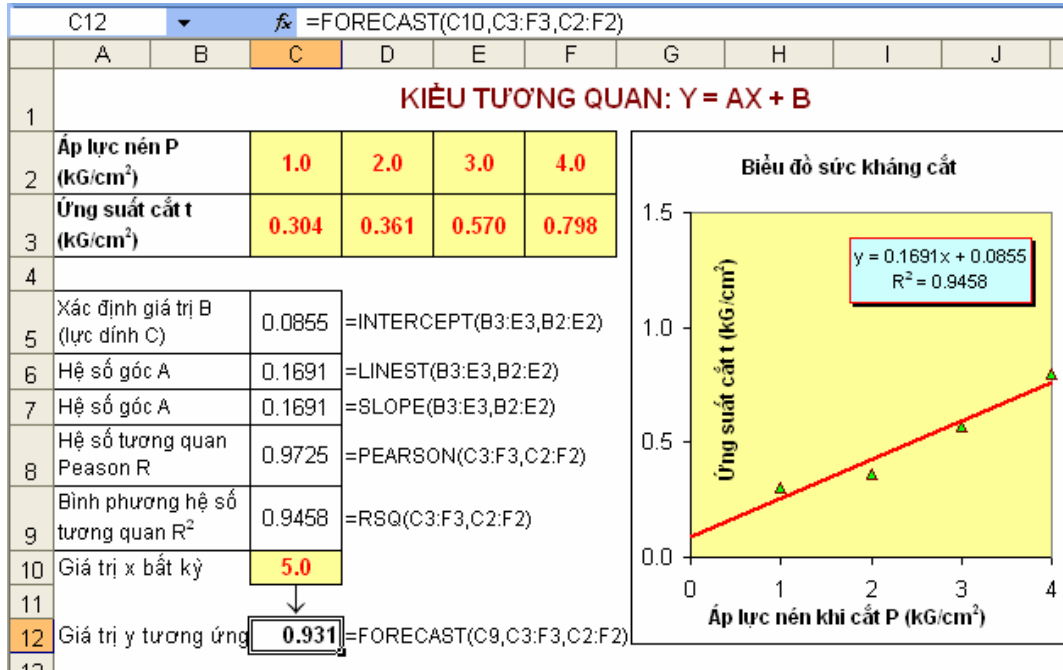 C12 fx =FORECAST(C10,C3:F3,C2:F2)
A B C D E F G H I J
1 KIỂU TƯƠNG QUAN: Y = AX + B
2 Áp lực nén P (kG/cm²) 1.0 2.0 3.0 4.0
3 Ứng suất cắt t (kG/cm²) 0.304 0.361 0.570 0.798
4
5 Xác định giá trị B (lực dính C) 0.0855 =INTERCEPT(B3:E3,B2:E2)
6 Hệ số góc A 0.1691 =LINEST(B3:E3,B2:E2)
7 Hệ số góc A 0.1691 =SLOPE(B3:E3,B2:E2)
8 Hệ số tương quan Peason R 0.9725 =PEARSON(C3:F3,C2:F2)
9 Bình phương hệ số tương quan R² 0.9458 =RSQ(C3:F3,C2:F2)
10 Giá trị x bất kỳ 5.0
11
12 Giá trị y tương ứng 0.931 =FORECAST(C9,C3:F3,C2:F2)
Biểu đồ sức kháng cắt
y = 0.1691x + 0.0855
R² = 0.9458
Ứng suất cắt t (kG/cm²)
1.5
1.0
0.5
0.0
0 1 2 3 4
Áp lực nén khi cắt P (kG/cm²)